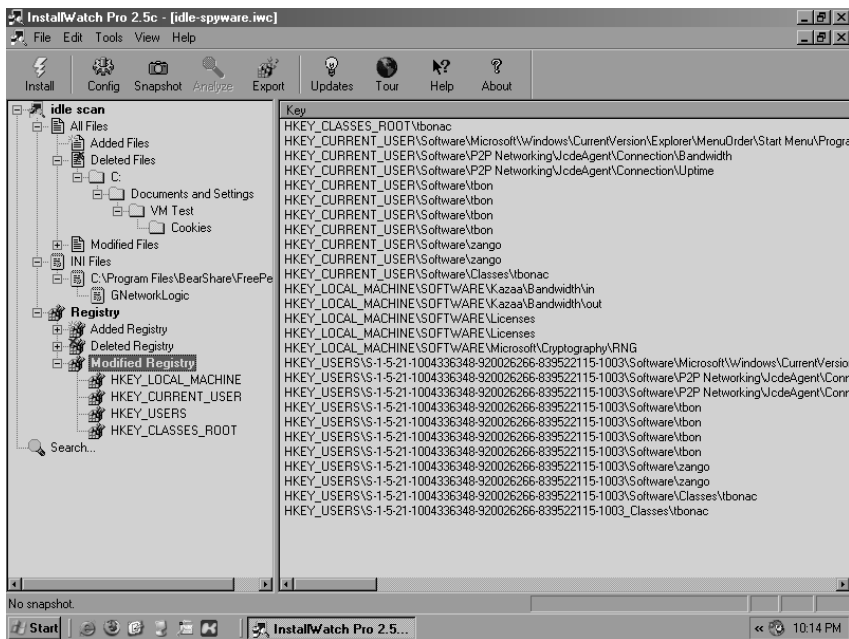 InstallWatch Pro 2.5c - [idle-spyware.iwc]
File Edit Tools View Help
Install Config Snapshot Analyze Export Updates Tour Help About
idle scan
All Files
Added Files
Deleted Files
C:
Documents and Settings
VM Test
Cookies
Modified Files
INI Files
C:\Program Files\BearShare\FreePe
GNetworkLogic
Registry
Added Registry
Deleted Registry
Modified Registry
HKEY_LOCAL_MACHINE
HKEY_CURRENT_USER
HKEY_USERS
HKEY_CLASSES_ROOT
Search...
Key
HKEY_CLASSES_ROOT\tbonac
HKEY_CURRENT_USER\Software\Microsoft\Windows\CurrentVersion\Explorer\MenuOrder\Start Menu\Progra
HKEY_CURRENT_USER\Software\P2P Networking\JcdeAgent\Connection\Bandwidth
HKEY_CURRENT_USER\Software\P2P Networking\JcdeAgent\Connection\Uptime
HKEY_CURRENT_USER\Software\tbon
HKEY_CURRENT_USER\Software\tbon
HKEY_CURRENT_USER\Software\tbon
HKEY_CURRENT_USER\Software\tbon
HKEY_CURRENT_USER\Software\zango
HKEY_CURRENT_USER\Software\zango
HKEY_CURRENT_USER\Software\Classes\tbonac
HKEY_LOCAL_MACHINE\SOFTWARE\Kazaa\Bandwidth\in
HKEY_LOCAL_MACHINE\SOFTWARE\Kazaa\Bandwidth\out
HKEY_LOCAL_MACHINE\SOFTWARE\Licenses
HKEY_LOCAL_MACHINE\SOFTWARE\Licenses
HKEY_LOCAL_MACHINE\SOFTWARE\Microsoft\Cryptography\RNG
HKEY_USERS\S-1-5-21-1004336348-920026266-839522115-1003\Software\Microsoft\Windows\CurrentVersio
HKEY_USERS\S-1-5-21-1004336348-920026266-839522115-1003\Software\P2P Networking\JcdeAgent\Conn
HKEY_USERS\S-1-5-21-1004336348-920026266-839522115-1003\Software\P2P Networking\JcdeAgent\Conn
HKEY_USERS\S-1-5-21-1004336348-920026266-839522115-1003\Software\tbon
HKEY_USERS\S-1-5-21-1004336348-920026266-839522115-1003\Software\tbon
HKEY_USERS\S-1-5-21-1004336348-920026266-839522115-1003\Software\tbon
HKEY_USERS\S-1-5-21-1004336348-920026266-839522115-1003\Software\tbon
HKEY_USERS\S-1-5-21-1004336348-920026266-839522115-1003\Software\zango
HKEY_USERS\S-1-5-21-1004336348-920026266-839522115-1003\Software\zango
HKEY_USERS\S-1-5-21-1004336348-920026266-839522115-1003\Software\Classes\tbonac
HKEY_USERS\S-1-5-21-1004336348-920026266-839522115-1003_Classes\tbonac
No snapshot.
Start InstallWatch Pro 2.5... 10:14 PM